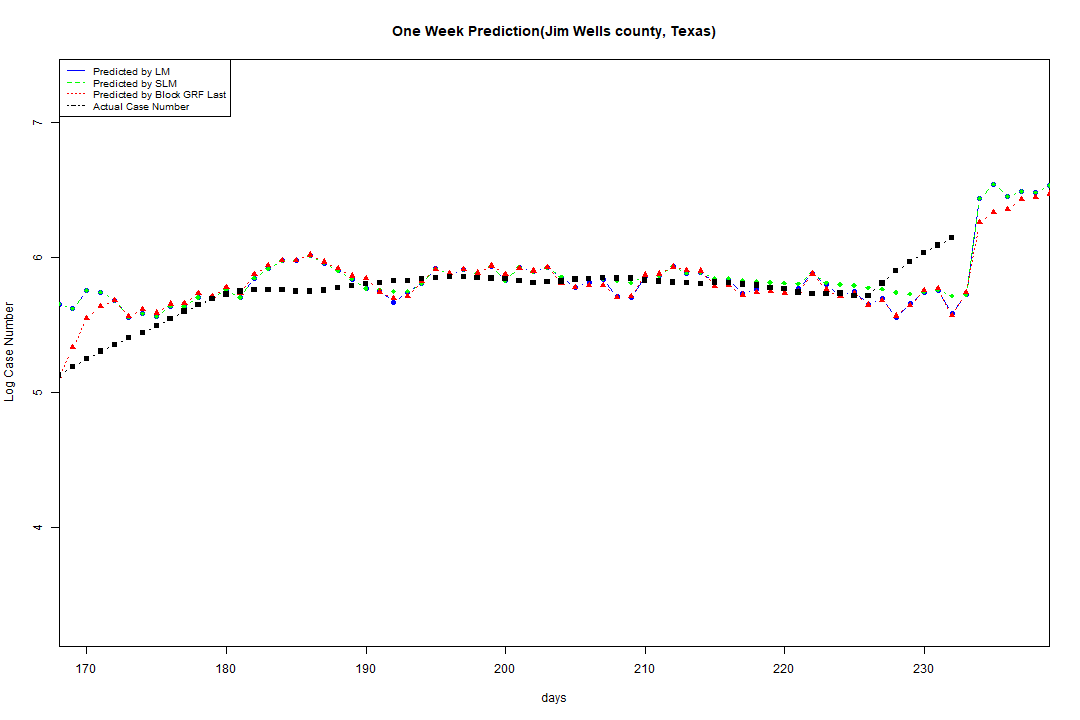 One Week Prediction(Jim Wells county, Texas)
Predicted by LM
Predicted by SLM
Predicted by Block GRF Last
Actual Case Number
7
6
5
4
Log Case Number
170 180 190 200 210 220 230
days